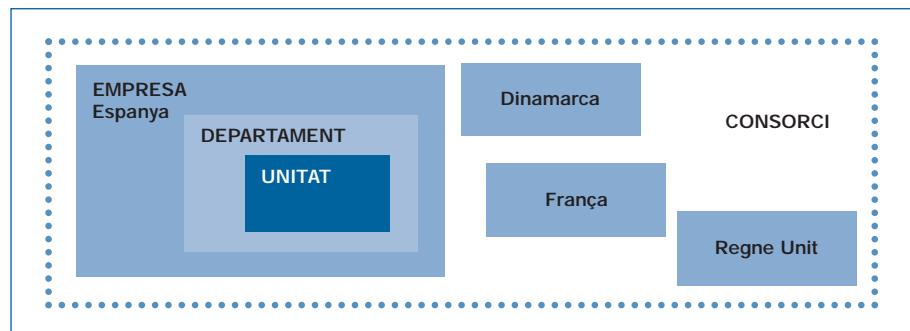 EMPRESA
Espanya
DEPARTAMENT
UNITAT
Dinamarca
CONSORCI
França
Regne Unit